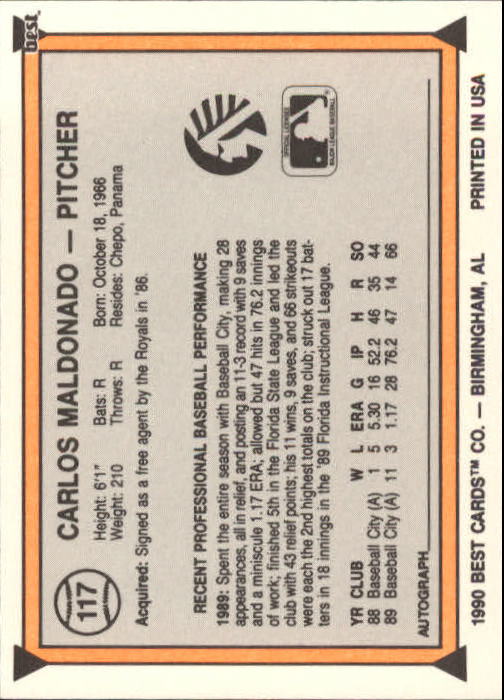 best
117
CARLOS MALDONADO — PITCHER
Height: 6'1" Bats: R Born: October 18, 1966
Weight: 210 Throws: R Resides: Chepo, Panama
Acquired: Signed as a free agent by the Royals in '86.
RECENT PROFESSIONAL BASEBALL PERFORMANCE
1989: Spent the entire season with Baseball City, making 28
appearances, all in relief, and posting an 11-3 record with 9 saves
and a miniscule 1.17 ERA; allowed but 47 hits in 76.2 innings
of work; finished 5th in the Florida State League and led the
club with 43 relief points; his 11 wins, 9 saves, and 66 strikeouts
were each the 2nd highest totals on the club; struck out 17 bat-
ters in 18 innings in the '89 Florida Instructional League.
YR CLUB W L ERA G IP H R SO
88 Baseball City (A) 1 5 5.30 16 52.2 46 35 44
89 Baseball City (A) 11 3 1.17 28 76.2 47 14 66
AUTOGRAPH
OFFICIAL LICENSEE
MAJOR LEAGUE BASEBALL
1990 BEST CARDS™ CO. — BIRMINGHAM, AL PRINTED IN USA